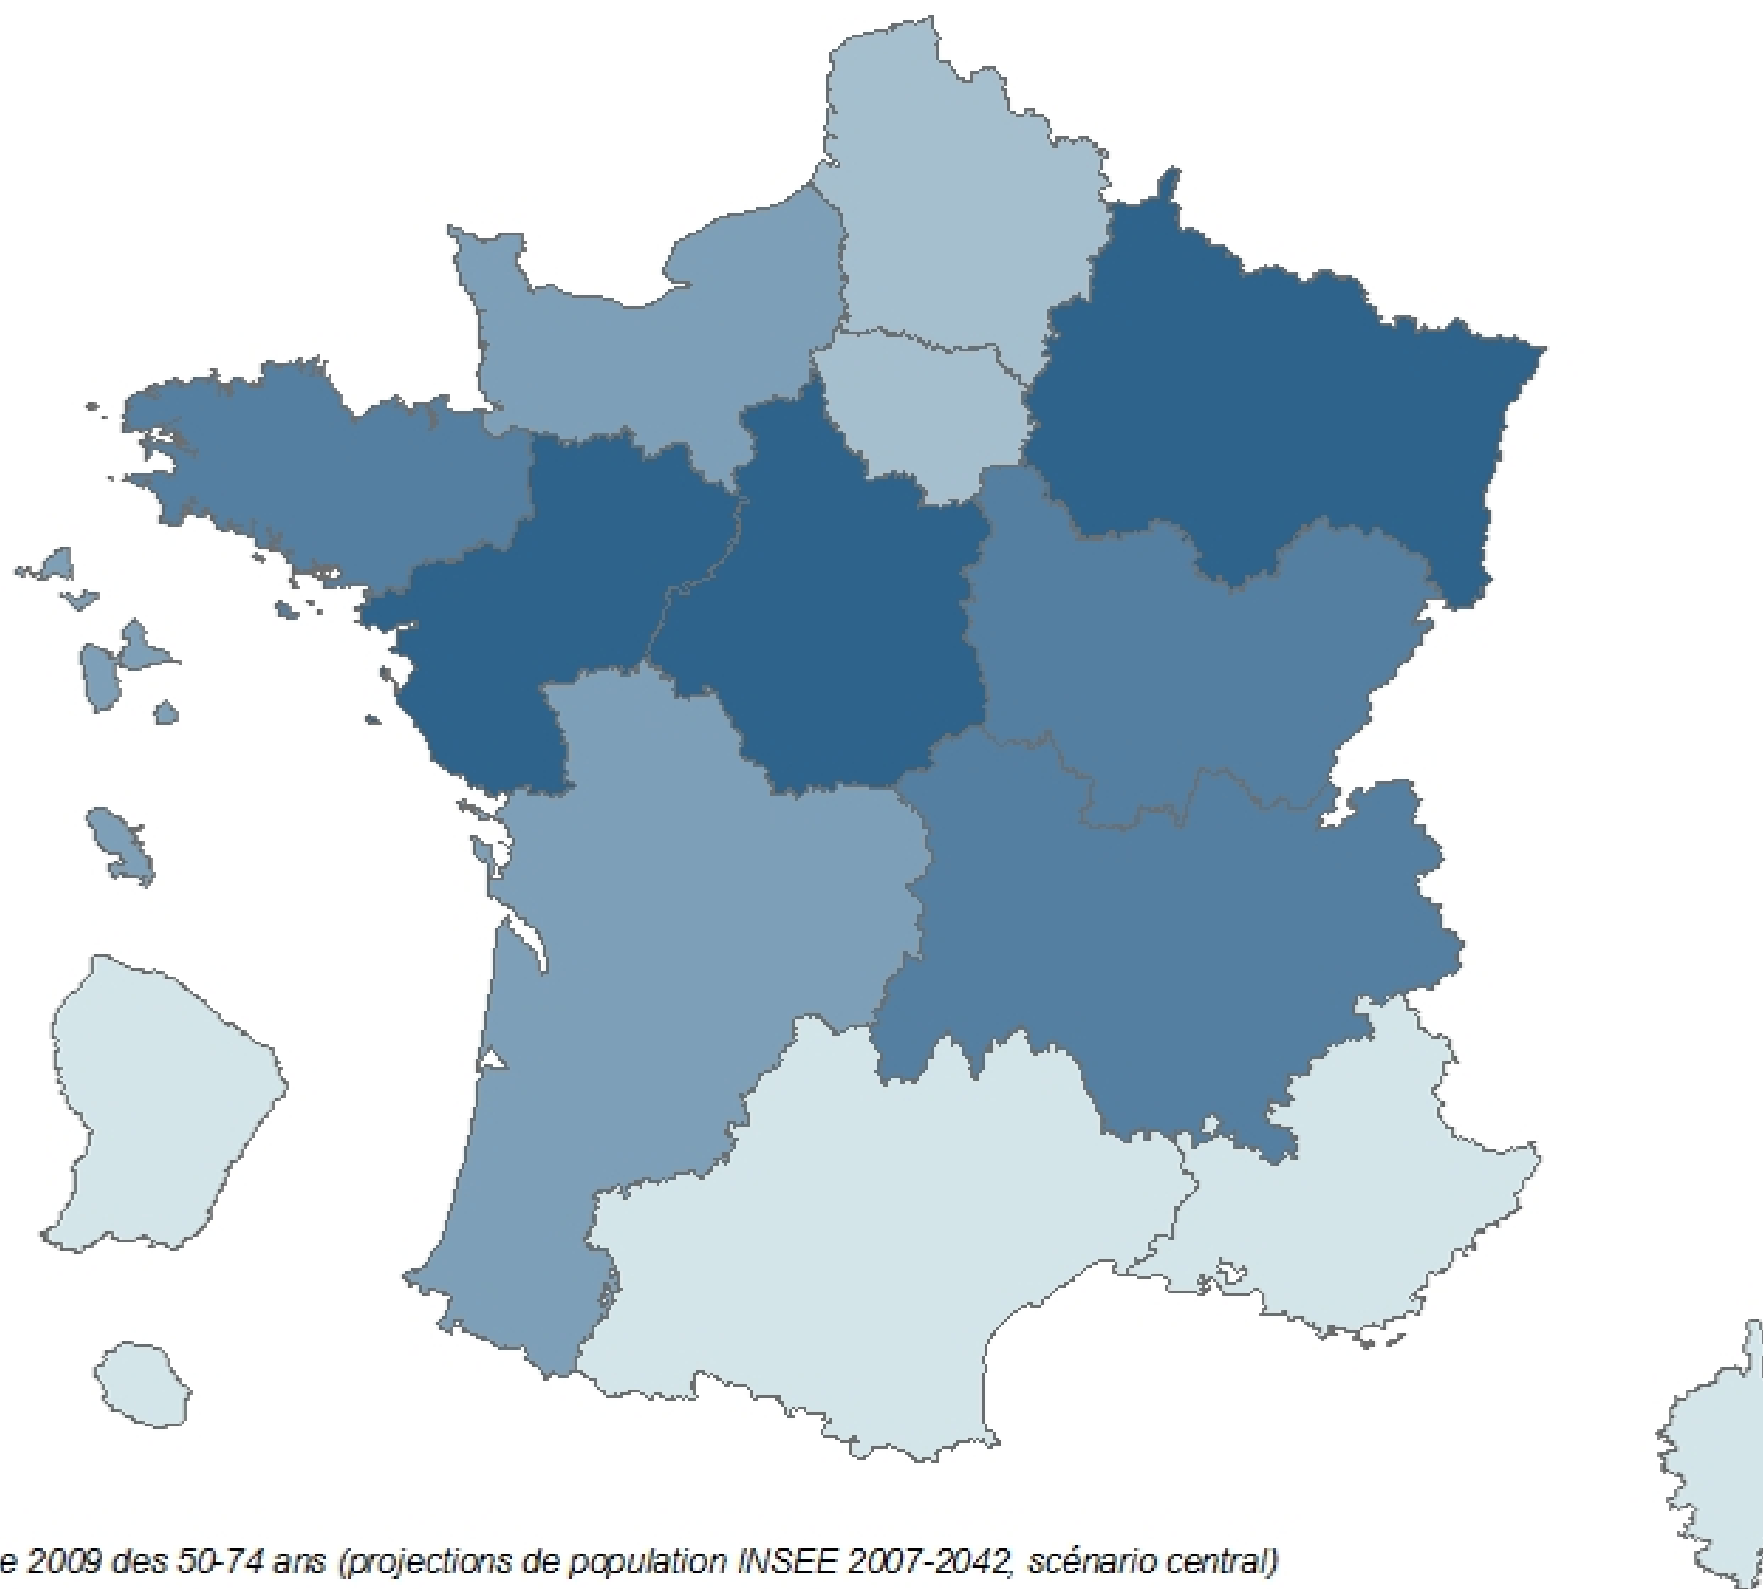 e 2009 des 50-74 ans (projections de population INSEE 2007-2042, scénario central)